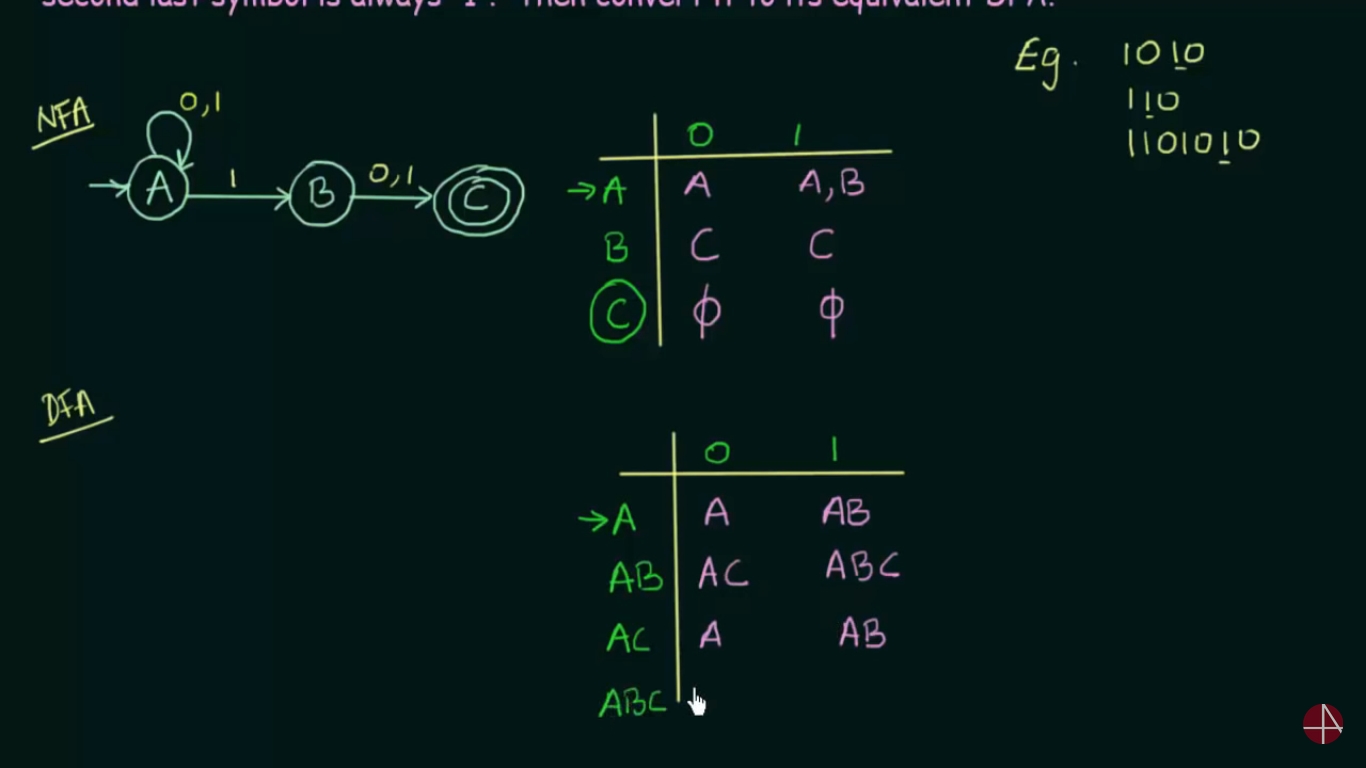 second last symbol is always '1'. Then convert it to its equivalent DFA.
Eg. 1010
110
1101010
NFA
0,1
A 1 B 0,1 C
0 1
→A A A,B
B C C
C ϕ ϕ
DFA
0 1
→A A AB
AB AC ABC
AC A AB
ABC